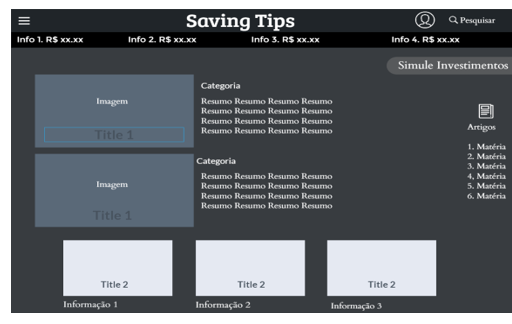 Saving Tips
Pesquisar
Info 1. R$ xx.xx
Info 2. R$ xx.xx
Info 3. R$ xx.xx
Info 4. R$ xx.xx
Simule Investimentos
Imagem
Title 1
Categoria
Resumo Resumo Resumo Resumo
Resumo Resumo Resumo Resumo
Resumo Resumo Resumo Resumo
Resumo Resumo Resumo Resumo
Artigos
1. Matéria
2. Matéria
3. Matéria
4, Matéria
5. Matéria
6. Matéria
Imagem
Title 1
Categoria
Resumo Resumo Resumo Resumo
Resumo Resumo Resumo Resumo
Resumo Resumo Resumo Resumo
Resumo Resumo Resumo Resumo
Title 2
Informação 1
Title 2
Informação 2
Title 2
Informação 3